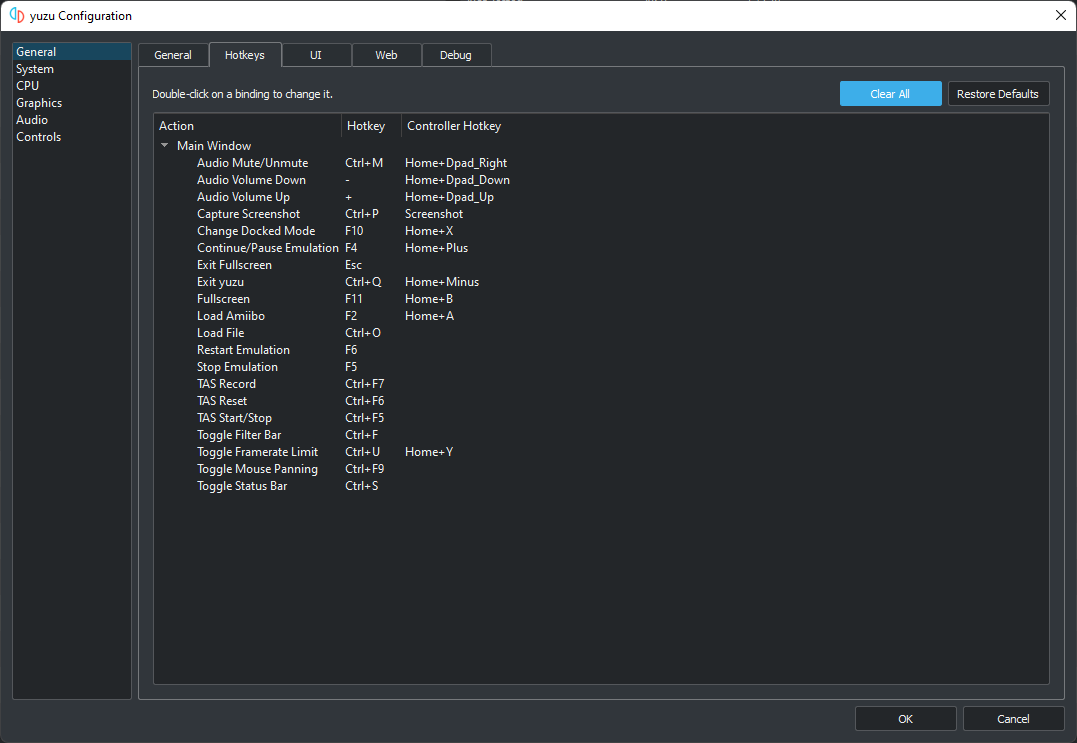 yuzu Configuration
General
System
CPU
Graphics
Audio
Controls
General Hotkeys UI Web Debug
Double-click on a binding to change it. Clear All Restore Defaults
Action Hotkey Controller Hotkey
Main Window
Audio Mute/Unmute Ctrl+M Home+Dpad_Right
Audio Volume Down - Home+Dpad_Down
Audio Volume Up + Home+Dpad_Up
Capture Screenshot Ctrl+P Screenshot
Change Docked Mode F10 Home+X
Continue/Pause Emulation F4 Home+Plus
Exit Fullscreen Esc
Exit yuzu Ctrl+Q Home+Minus
Fullscreen F11 Home+B
Load Amiibo F2 Home+A
Load File Ctrl+O
Restart Emulation F6
Stop Emulation F5
TAS Record Ctrl+F7
TAS Reset Ctrl+F6
TAS Start/Stop Ctrl+F5
Toggle Filter Bar Ctrl+F
Toggle Framerate Limit Ctrl+U Home+Y
Toggle Mouse Panning Ctrl+F9
Toggle Status Bar Ctrl+S
OK Cancel